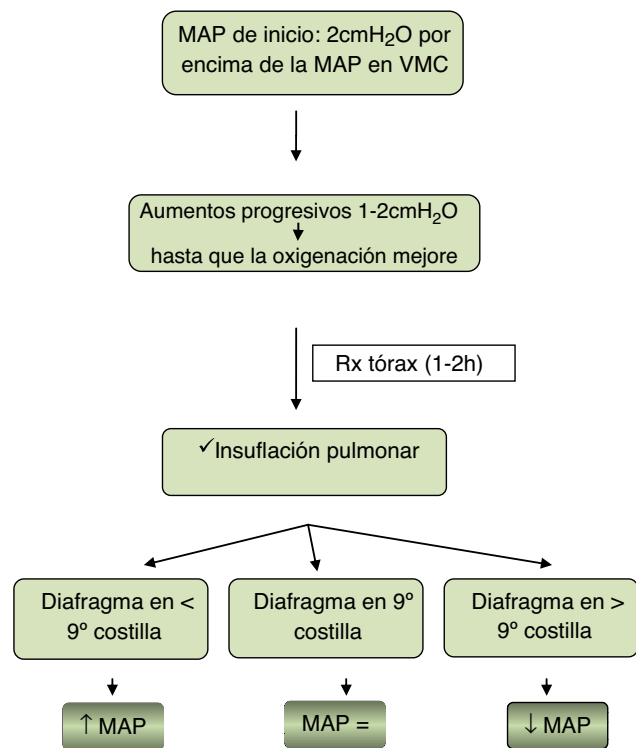 MAP de inicio: 2cmH₂O por
encima de la MAP en VMC
Aumentos progresivos 1-2cmH₂O
hasta que la oxigenación mejore
Rx tórax (1-2h)
✓Insuflación pulmonar
Diafragma en <
9º costilla
Diafragma en 9º
costilla
Diafragma en >
9º costilla
↑ MAP
MAP =
↓ MAP